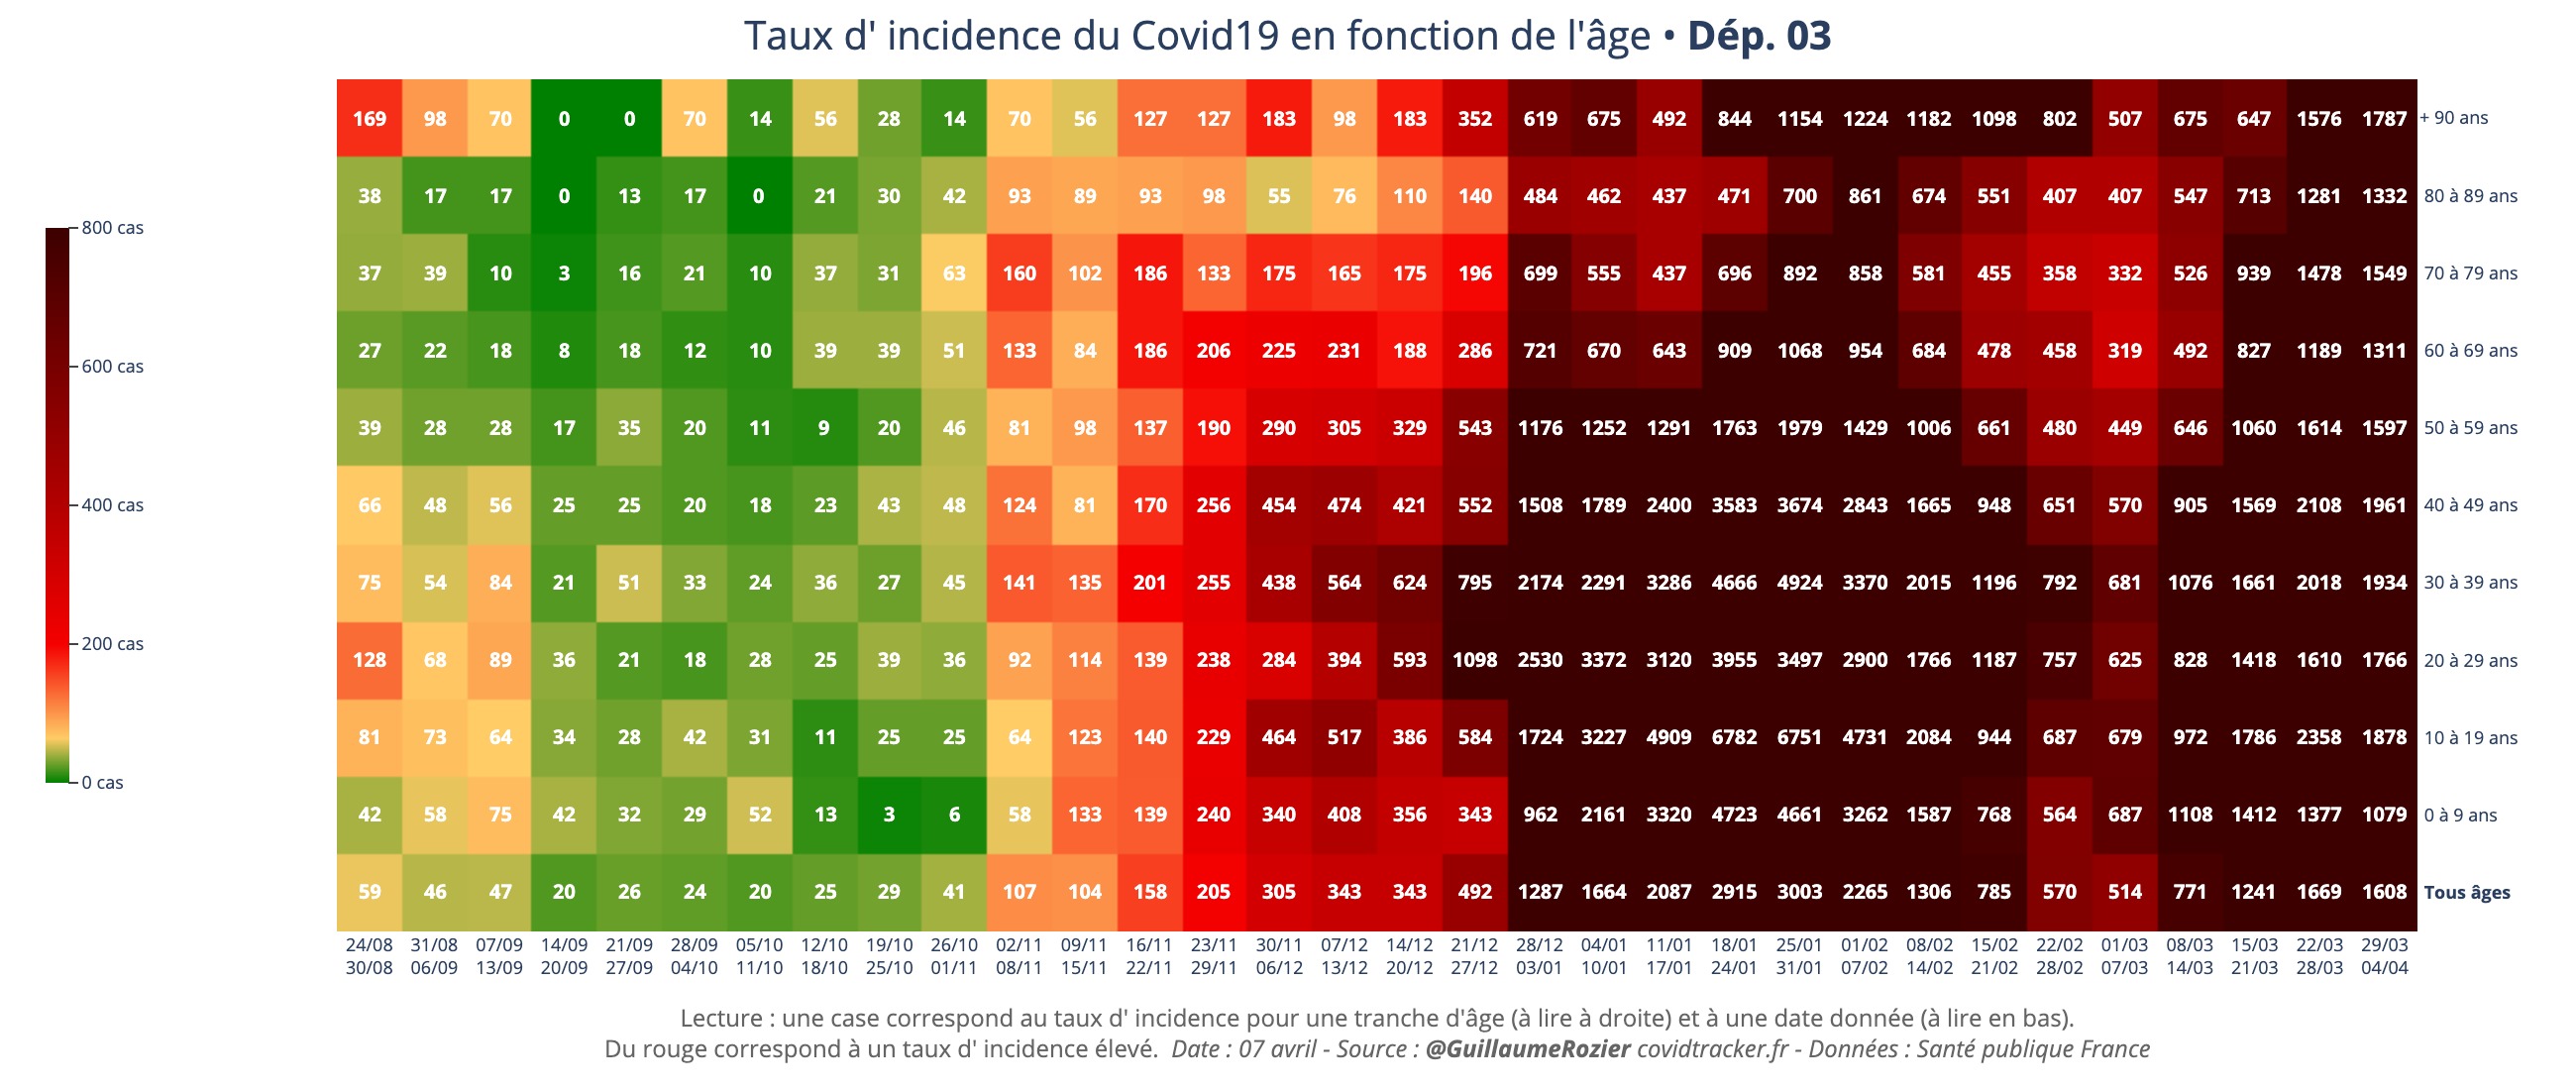 Taux d' incidence du Covid19 en fonction de l'âge • Dép. 03
800 cas
600 cas
400 cas
200 cas
0 cas
169 98 70 0 0 70 14 56 28 14 70 56 127 127 183 98 183 352 619 675 492 844 1154 1224 1182 1098 802 507 675 647 1576 1787 + 90 ans
38 17 17 0 13 17 0 21 30 42 93 89 93 98 55 76 110 140 484 462 437 471 700 861 674 551 407 407 547 713 1281 1332 80 à 89 ans
37 39 10 3 16 21 10 37 31 63 160 102 186 133 175 165 175 196 699 555 437 696 892 858 581 455 358 332 526 939 1478 1549 70 à 79 ans
27 22 18 8 18 12 10 39 39 51 133 84 186 206 225 231 188 286 721 670 643 909 1068 954 684 478 458 319 492 827 1189 1311 60 à 69 ans
39 28 28 17 35 20 11 9 20 46 81 98 137 190 290 305 329 543 1176 1252 1291 1763 1979 1429 1006 661 480 449 646 1060 1614 1597 50 à 59 ans
66 48 56 25 25 20 18 23 43 48 124 81 170 256 454 474 421 552 1508 1789 2400 3583 3674 2843 1665 948 651 570 905 1569 2108 1961 40 à 49 ans
75 54 84 21 51 33 24 36 27 45 141 135 201 255 438 564 624 795 2174 2291 3286 4666 4924 3370 2015 1196 792 681 1076 1661 2018 1934 30 à 39 ans
128 68 89 36 21 18 28 25 39 36 92 114 139 238 284 394 593 1098 2530 3372 3120 3955 3497 2900 1766 1187 757 625 828 1418 1610 1766 20 à 29 ans
81 73 64 34 28 42 31 11 25 25 64 123 140 229 464 517 386 584 1724 3227 4909 6782 6751 4731 2084 944 687 679 972 1786 2358 1878 10 à 19 ans
42 58 75 42 32 29 52 13 3 6 58 133 139 240 340 408 356 343 962 2161 3320 4723 4661 3262 1587 768 564 687 1108 1412 1377 1079 0 à 9 ans
59 46 47 20 26 24 20 25 29 41 107 104 158 205 305 343 343 492 1287 1664 2087 2915 3003 2265 1306 785 570 514 771 1241 1669 1608 Tous âges
24/08 31/08 07/09 14/09 21/09 28/09 05/10 12/10 19/10 26/10 02/11 09/11 16/11 23/11 30/11 07/12 14/12 21/12 28/12 04/01 11/01 18/01 25/01 01/02 08/02 15/02 22/02 01/03 08/03 15/03 22/03 29/03
30/08 06/09 13/09 20/09 27/09 04/10 11/10 18/10 25/10 01/11 08/11 15/11 22/11 29/11 06/12 13/12 20/12 27/12 03/01 10/01 17/01 24/01 31/01 07/02 14/02 21/02 28/02 07/03 14/03 21/03 28/03 04/04
Lecture : une case correspond au taux d' incidence pour une tranche d'âge (à lire à droite) et à une date donnée (à lire en bas).
Du rouge correspond à un taux d' incidence élevé. Date : 07 avril - Source : @GuillaumeRozier covidtracker.fr - Données : Santé publique France